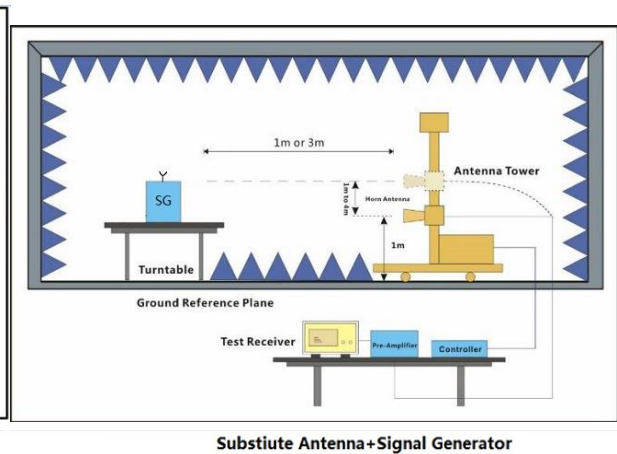 1m or 3m
Antenna Tower
1m to 4m
Horn Antenna
SG
1m
Turntable
Ground Reference Plane
Test Receiver
Pre-Amplifier
Controller
Substiute Antenna+Signal Generator